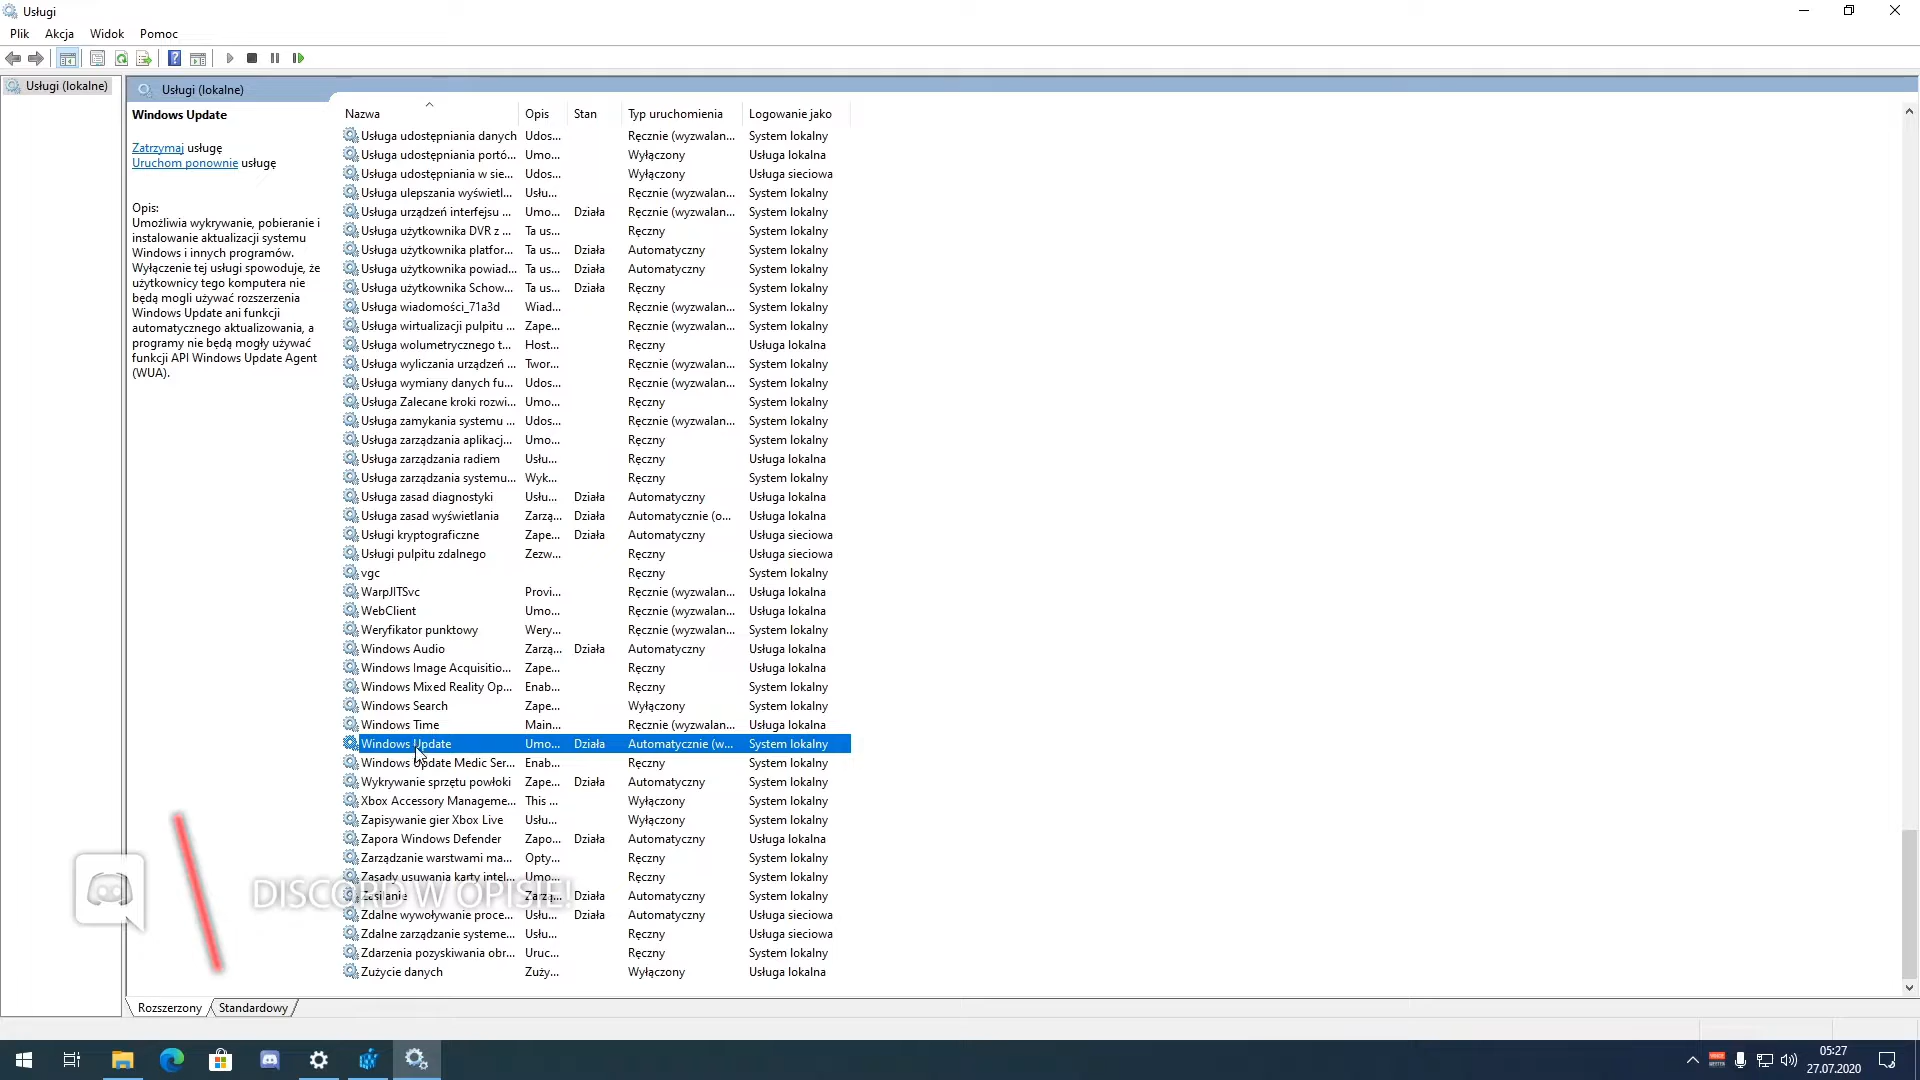 Usługi
Plik Akcja Widok Pomoc
Usługi (lokalne)
Usługi (lokalne)
Windows Update
Zatrzymaj usługę
Uruchom ponownie usługę
Opis:
Umożliwia wykrywanie, pobieranie i
instalowanie aktualizacji systemu
Windows i innych programów.
Wyłączenie tej usługi spowoduje, że
użytkownicy tego komputera nie
będą mogli używać rozszerzenia
Windows Update ani funkcji
automatycznego aktualizowania, a
programy nie będą mogły używać
funkcji API Windows Update Agent
(WUA).
Nazwa Opis Stan Typ uruchomienia Logowanie jako
Usługa udostępniania danych Udos... Ręcznie (wyzwalan... System lokalny
Usługa udostępniania portó... Umo... Wyłączony Usługa lokalna
Usługa udostępniania w sie... Udos... Wyłączony Usługa sieciowa
Usługa ulepszania wyświetl... Usłu... Ręcznie (wyzwalan... System lokalny
Usługa urządzeń interfejsu ... Umo... Działa Ręcznie (wyzwalan... System lokalny
Usługa użytkownika DVR z ... Ta us... Ręczny System lokalny
Usługa użytkownika platfor... Ta us... Działa Automatyczny System lokalny
Usługa użytkownika powiad... Ta us... Działa Automatyczny System lokalny
Usługa użytkownika Schow... Ta us... Działa Ręczny System lokalny
Usługa wiadomości_71a3d Wiad... Ręcznie (wyzwalan... System lokalny
Usługa wirtualizacji pulpitu ... Zape... Ręcznie (wyzwalan... System lokalny
Usługa wolumetrycznego t... Host... Ręczny Usługa lokalna
Usługa wyliczania urządzeń ... Twor... Ręcznie (wyzwalan... System lokalny
Usługa wymiany danych fu... Udos... Ręcznie (wyzwalan... System lokalny
Usługa Zalecane kroki rozwi... Umo... Ręczny System lokalny
Usługa zamykania systemu ... Udos... Ręcznie (wyzwalan... System lokalny
Usługa zarządzania aplikacj... Umo... Ręczny System lokalny
Usługa zarządzania radiem Usłu... Ręczny Usługa lokalna
Usługa zarządzania systemu... Wyk... Ręczny System lokalny
Usługa zasad diagnostyki Usłu... Działa Automatyczny Usługa lokalna
Usługa zasad wyświetlania Zarzą... Działa Automatycznie (o... Usługa lokalna
Usługi kryptograficzne Zape... Działa Automatyczny Usługa sieciowa
Usługi pulpitu zdalnego Zezw... Ręczny Usługa sieciowa
vgc Ręczny System lokalny
WarpJITSvc Provi... Ręcznie (wyzwalan... Usługa lokalna
WebClient Umo... Ręcznie (wyzwalan... Usługa lokalna
Weryfikator punktowy Wery... Ręcznie (wyzwalan... System lokalny
Windows Audio Zarzą... Działa Automatyczny Usługa lokalna
Windows Image Acquisitio... Zape... Ręczny Usługa lokalna
Windows Mixed Reality Op... Enab... Ręczny System lokalny
Windows Search Zape... Wyłączony System lokalny
Windows Time Main... Ręcznie (wyzwalan... Usługa lokalna
Windows Update Umo... Działa Automatycznie (w... System lokalny
Windows Update Medic Ser... Enab... Ręczny System lokalny
Wykrywanie sprzętu powłoki Zape... Działa Automatyczny System lokalny
Xbox Accessory Manageme... This ... Wyłączony System lokalny
Zapisywanie gier Xbox Live Usłu... Wyłączony System lokalny
Zapora Windows Defender Zapo... Działa Automatyczny Usługa lokalna
Zarządzanie warstwami ma... Opty... Ręczny System lokalny
Zasady usuwania karty intel... Umo... Ręczny System lokalny
Zasilanie Zarzą... Działa Automatyczny System lokalny
Zdalne wywoływanie proce... Usłu... Działa Automatyczny Usługa sieciowa
Zdalne zarządzanie systeme... Usłu... Ręczny Usługa sieciowa
Zdarzenia pozyskiwania obr... Uruc... Ręczny System lokalny
Zużycie danych Zuży... Wyłączony Usługa lokalna
DISCORD W OPISIE!
Rozszerzony Standardowy
05:27
27.07.2020